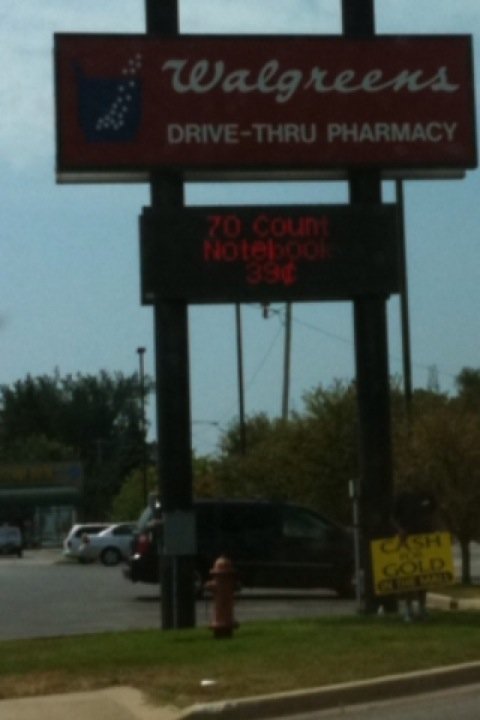 Walgreens
DRIVE-THRU PHARMACY
70 Count
Notebook
39¢
CASH
GOLD